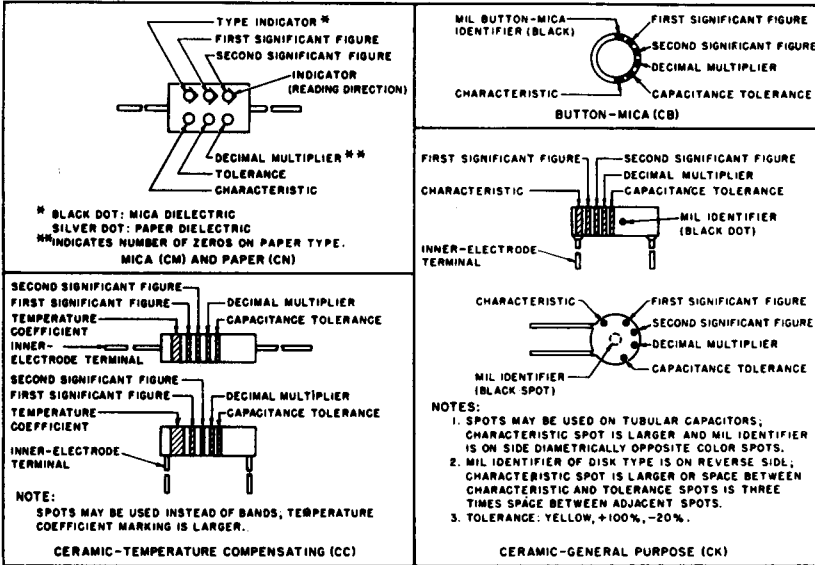 TYPE INDICATOR *
FIRST SIGNIFICANT FIGURE
SECOND SIGNIFICANT FIGURE
INDICATOR
(READING DIRECTION)
DECIMAL MULTIPLIER **
TOLERANCE
CHARACTERISTIC
* BLACK DOT: MICA DIELECTRIC
SILVER DOT: PAPER DIELECTRIC
** INDICATES NUMBER OF ZEROS ON PAPER TYPE.
MICA (CM) AND PAPER (CN)
MIL BUTTON-MICA
IDENTIFIER (BLACK)
FIRST SIGNIFICANT FIGURE
SECOND SIGNIFICANT FIGURE
DECIMAL MULTIPLIER
CHARACTERISTIC
CAPACITANCE TOLERANCE
BUTTON-MICA (CB)
SECOND SIGNIFICANT FIGURE
FIRST SIGNIFICANT FIGURE
DECIMAL MULTIPLIER
TEMPERATURE
COEFFICIENT
CAPACITANCE TOLERANCE
INNER-
ELECTRODE TERMINAL
SECOND SIGNIFICANT FIGURE
FIRST SIGNIFICANT FIGURE
DECIMAL MULTIPLIER
TEMPERATURE
COEFFICIENT
CAPACITANCE TOLERANCE
INNER-ELECTRODE
TERMINAL
NOTE:
SPOTS MAY BE USED INSTEAD OF BANDS; TEMPERATURE
COEFFICIENT MARKING IS LARGER.
CERAMIC-TEMPERATURE COMPENSATING (CC)
FIRST SIGNIFICANT FIGURE
SECOND SIGNIFICANT FIGURE
DECIMAL MULTIPLIER
CHARACTERISTIC
CAPACITANCE TOLERANCE
MIL IDENTIFIER
(BLACK DOT)
INNER-ELECTRODE
TERMINAL
CHARACTERISTIC
FIRST SIGNIFICANT FIGURE
SECOND SIGNIFICANT FIGURE
DECIMAL MULTIPLIER
CAPACITANCE TOLERANCE
MIL IDENTIFIER
(BLACK SPOT)
NOTES:
1. SPOTS MAY BE USED ON TUBULAR CAPACITORS;
CHARACTERISTIC SPOT IS LARGER AND MIL IDENTIFIER
IS ON SIDE DIAMETRICALLY OPPOSITE COLOR SPOTS.
2. MIL IDENTIFIER OF DISK TYPE IS ON REVERSE SIDE;
CHARACTERISTIC SPOT IS LARGER OR SPACE BETWEEN
CHARACTERISTIC AND TOLERANCE SPOTS IS THREE
TIMES SPACE BETWEEN ADJACENT SPOTS.
3. TOLERANCE: YELLOW, +100%, -20%.
CERAMIC-GENERAL PURPOSE (CK)